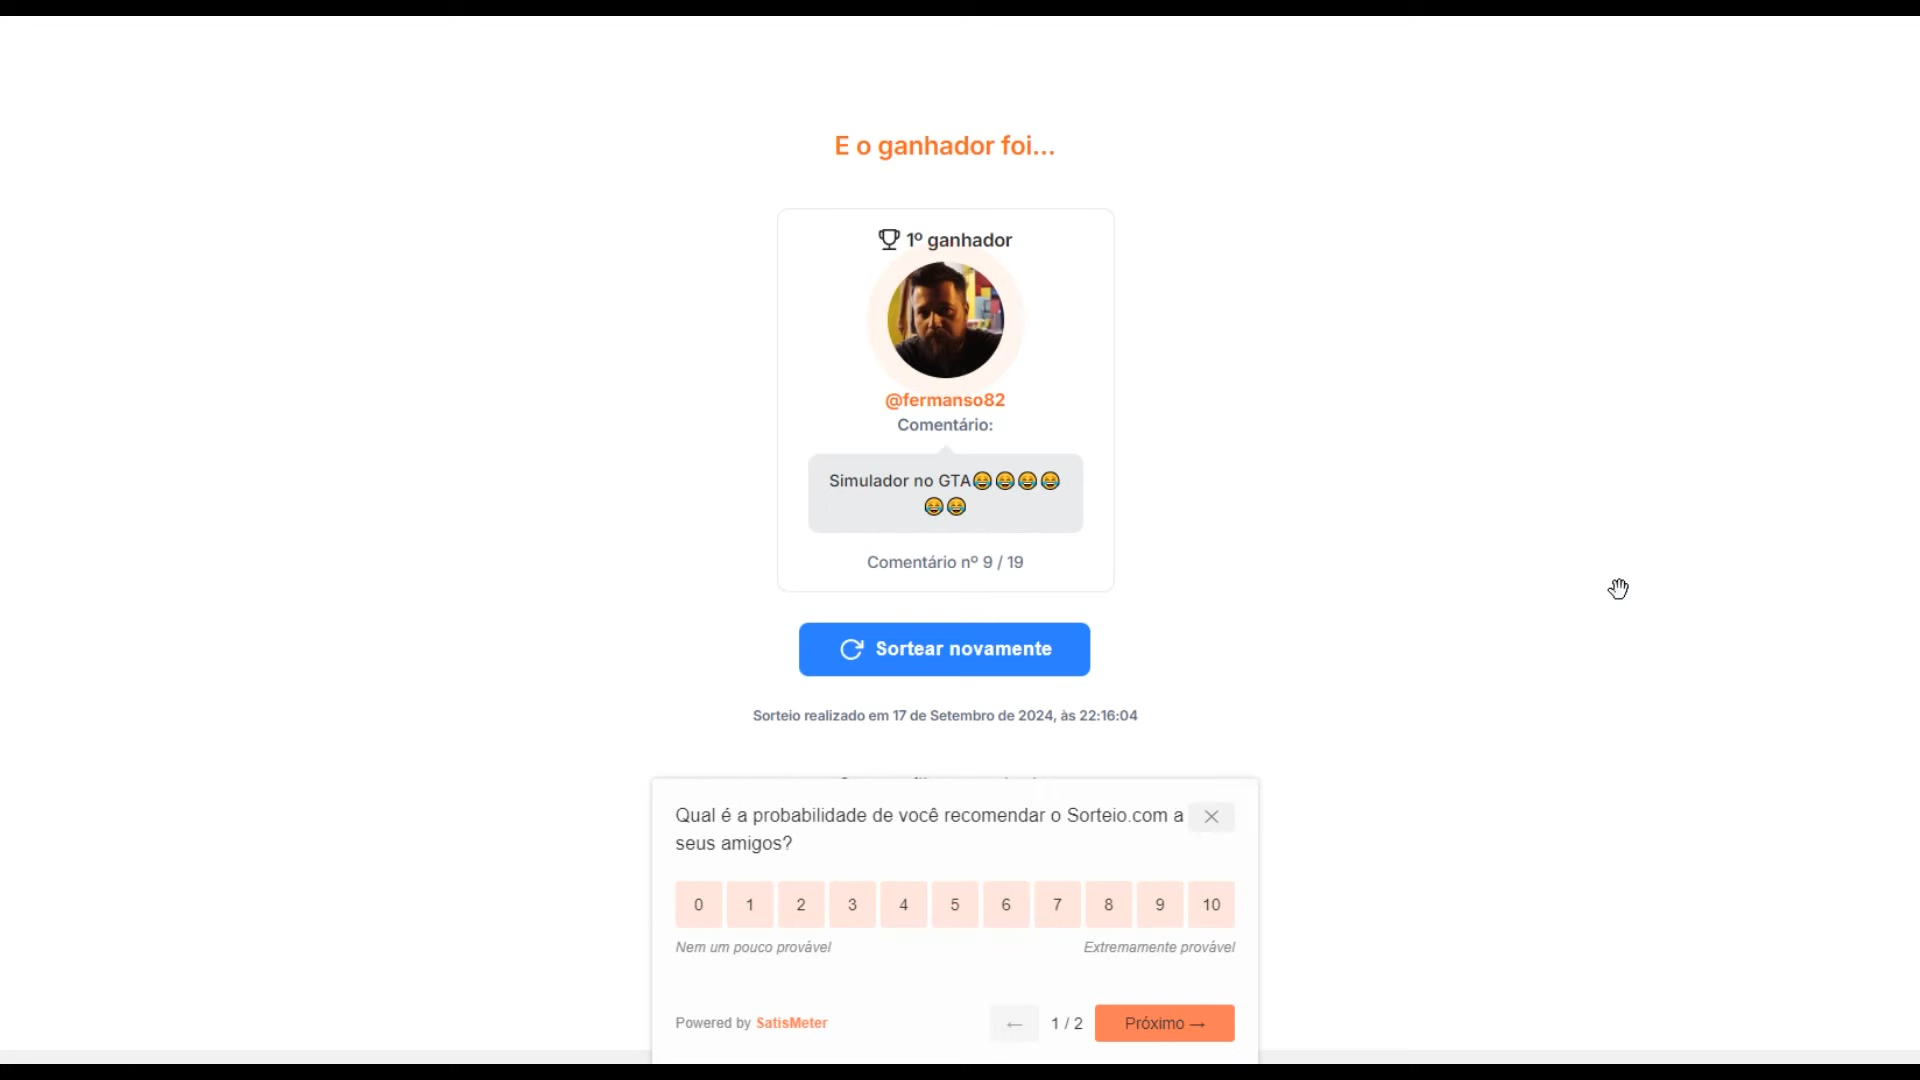 E o ganhador foi...
1º ganhador
@fermanso82
Comentário:
Simulador no GTA😂😂😂😂
😂😂
Comentário nº 9 / 19
Sortear novamente
Sorteio realizado em 17 de Setembro de 2024, às 22:16:04
Qual é a probabilidade de você recomendar o Sorteio.com a
seus amigos?
0 1 2 3 4 5 6 7 8 9 10
Nem um pouco provável Extremamente provável
Powered by SatisMeter ← 1 / 2 Próximo →